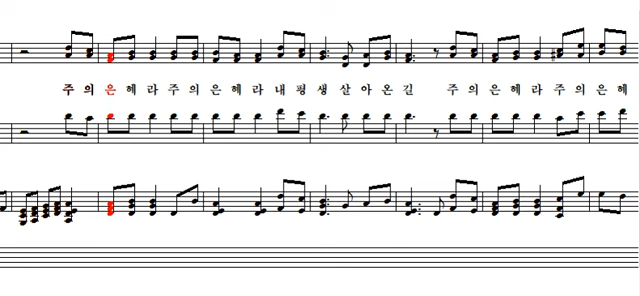 주 의 은 혜 라 주 의 은 혜 라 내 평 생 살 아 온 길 주 의 은 혜 라 주 의 은 혜